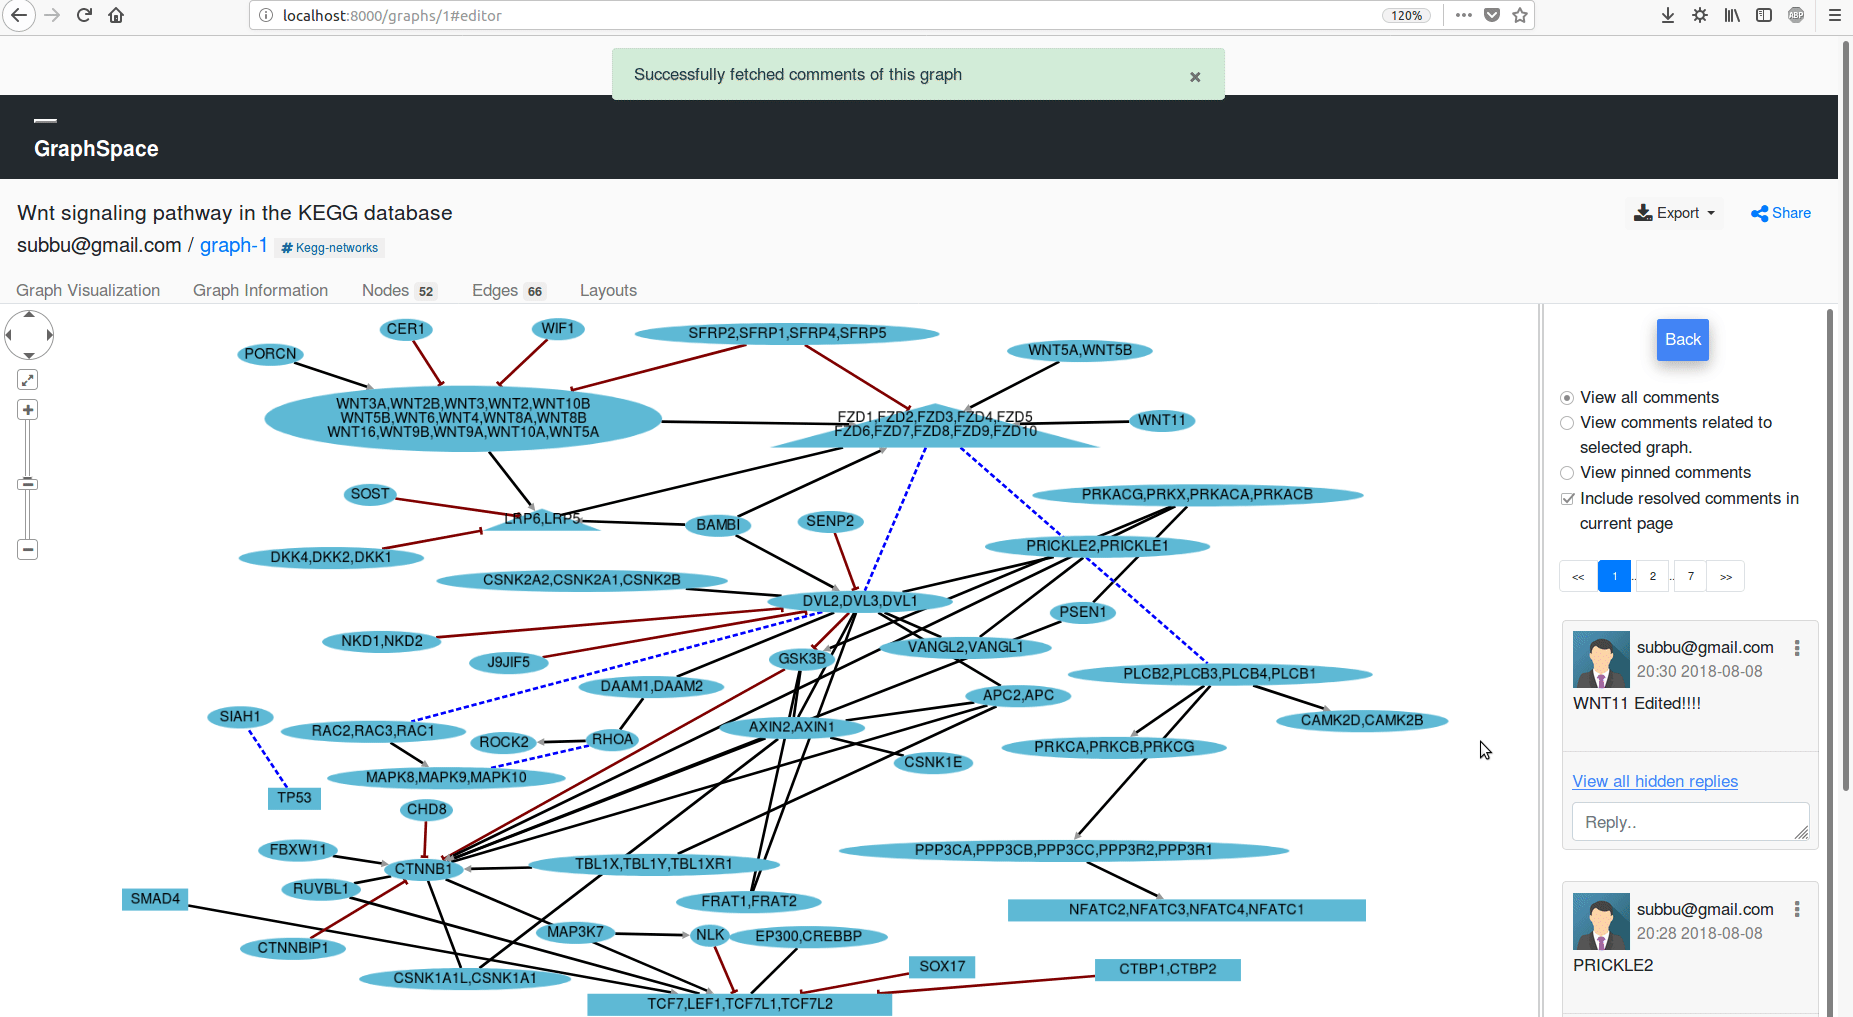 localhost:8000/graphs/1#editor
120%
ABP
Successfully fetched comments of this graph ×
GraphSpace
Wnt signaling pathway in the KEGG database
Export
Share
subbu@gmail.com / graph-1 # Kegg-networks
Graph Visualization Graph Information Nodes 52 Edges 66 Layouts
CER1
WIF1
SFRP2,SFRP1,SFRP4,SFRP5
PORCN
WNT5A,WNT5B
WNT3A,WNT2B,WNT3,WNT2,WNT10B
WNT5B,WNT6,WNT4,WNT8A,WNT8B
WNT16,WNT9B,WNT9A,WNT10A,WNT5A
FZD1,FZD2,FZD3,FZD4,FZD5
FZD6,FZD7,FZD8,FZD9,FZD10
WNT11
SOST
LRP6,LRP5
BAMBI
SENP2
PRKACG,PRKX,PRKACA,PRKACB
DKK4,DKK2,DKK1
PRICKLE2,PRICKLE1
CSNK2A2,CSNK2A1,CSNK2B
DVL2,DVL3,DVL1
PSEN1
NKD1,NKD2
J9JIF5
GSK3B
VANGL2,VANGL1
PLCB2,PLCB3,PLCB4,PLCB1
DAAM1,DAAM2
APC2,APC
SIAH1
RAC2,RAC3,RAC1
ROCK2
RHOA
AXIN2,AXIN1
CAMK2D,CAMK2B
PRKCA,PRKCB,PRKCG
CSNK1E
MAPK8,MAPK9,MAPK10
TP53
CHD8
FBXW11
CTNNB1
TBL1X,TBL1Y,TBL1XR1
PPP3CA,PPP3CB,PPP3CC,PPP3R2,PPP3R1
RUVBL1
SMAD4
FRAT1,FRAT2
NFATC2,NFATC3,NFATC4,NFATC1
CTNNBIP1
MAP3K7
NLK
EP300,CREBBP
CSNK1A1L,CSNK1A1
SOX17
CTBP1,CTBP2
TCF7,LEF1,TCF7L1,TCF7L2
Back
View all comments
View comments related to
selected graph.
View pinned comments
Include resolved comments in
current page
<< 1 .. 2 .. 7 >>
subbu@gmail.com
20:30 2018-08-08
WNT11 Edited!!!!
View all hidden replies
Reply..
subbu@gmail.com
20:28 2018-08-08
PRICKLE2